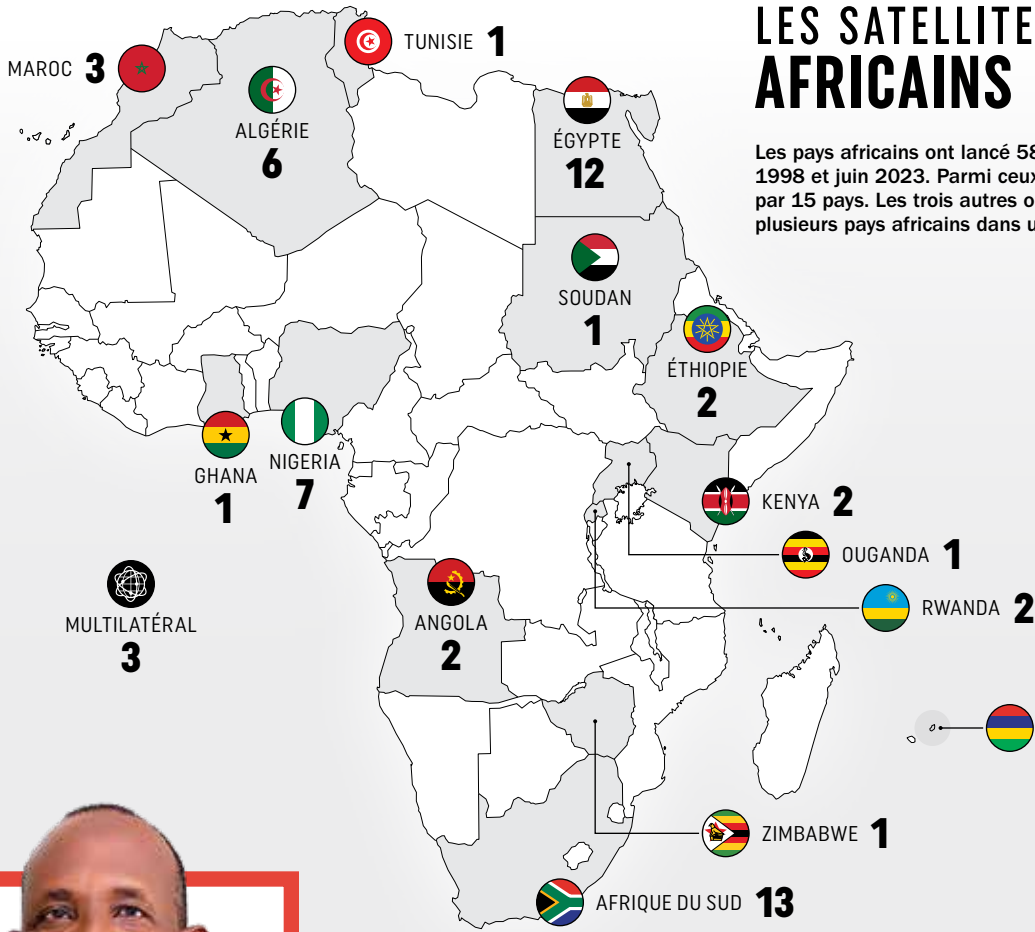 LES SATELLITE
AFRICAINS
Les pays africains ont lancé 58
1998 et juin 2023. Parmi ceux
par 15 pays. Les trois autres o
plusieurs pays africains dans u
MAROC 3
TUNISIE 1
ALGÉRIE
6
ÉGYPTE
12
SOUDAN
1
ÉTHIOPIE
2
GHANA
1
NIGERIA
7
KENYA 2
OUGANDA 1
RWANDA 2
MULTILATÉRAL
3
ANGOLA
2
ZIMBABWE 1
AFRIQUE DU SUD 13